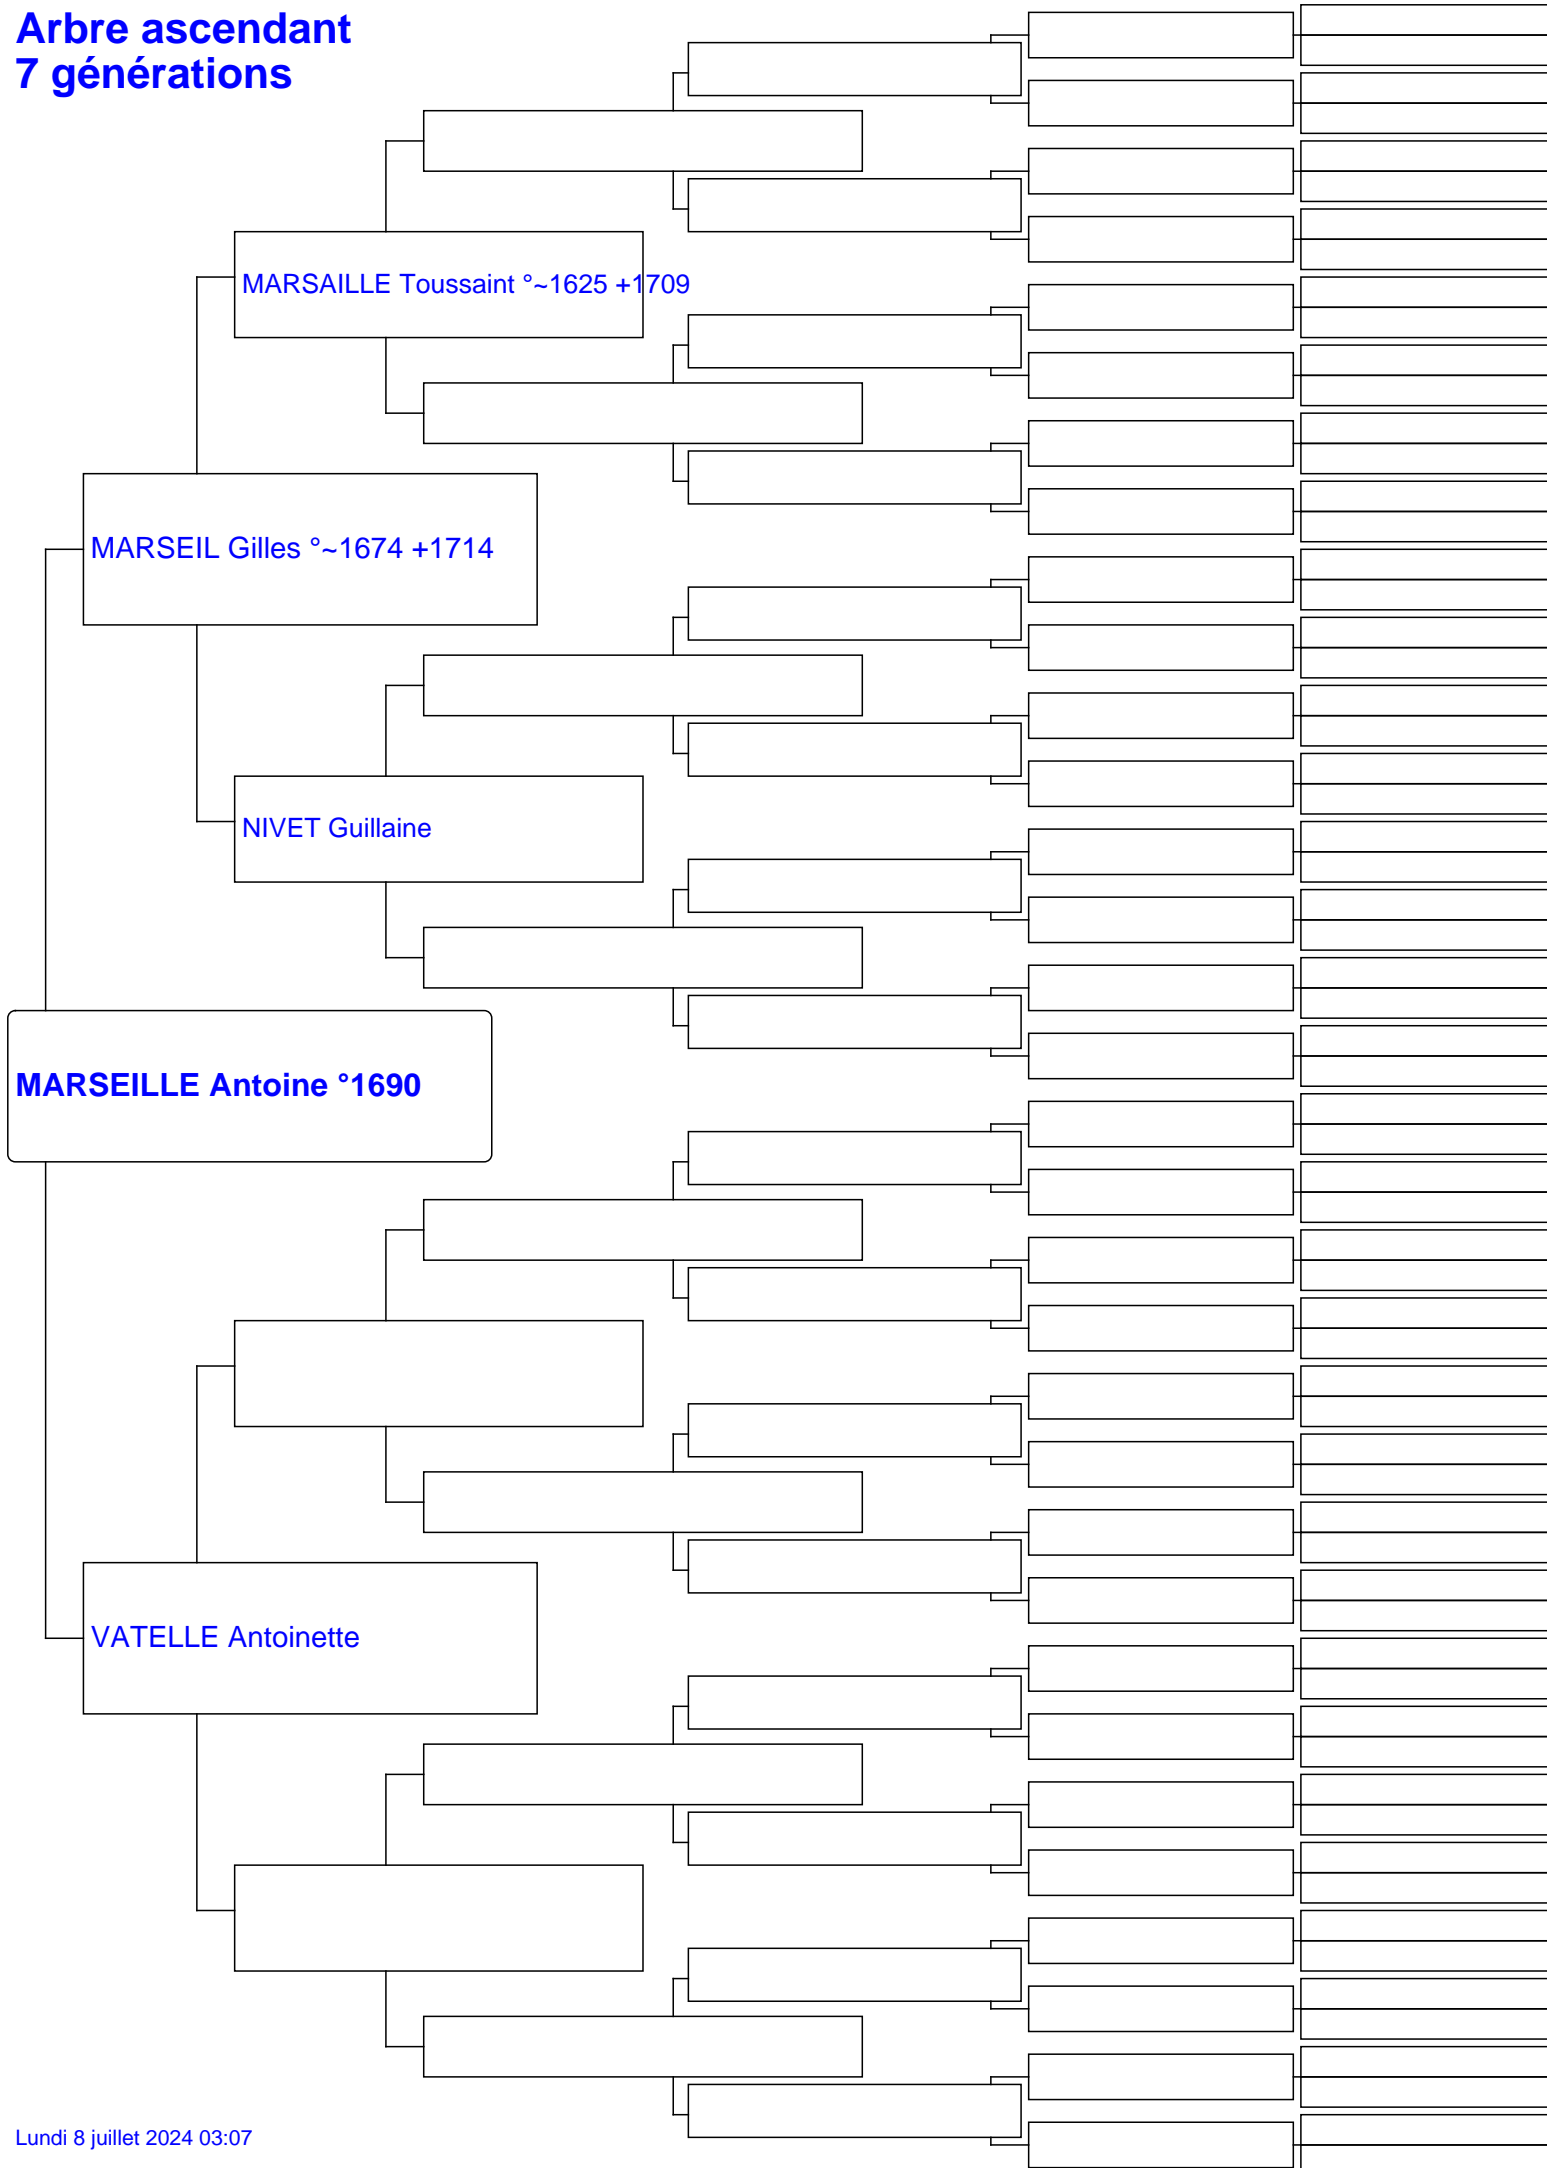 Arbre ascendant
7 générations
MARSAILLE Toussaint °~1625 +1709
MARSEIL Gilles °~1674 +1714
NIVET Guillaine
MARSEILLE Antoine °1690
VATELLE Antoinette
Lundi 8 juillet 2024 03:07